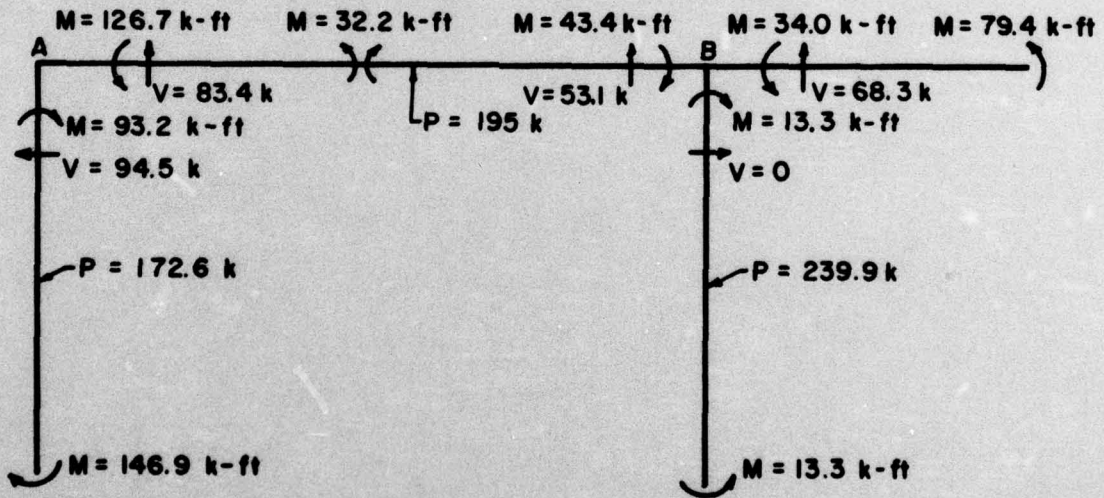 M = 126.7 k-ft
M = 32.2 k-ft
M = 43.4 k-ft
M = 34.0 k-ft
M = 79.4 k-ft
A
B
V = 83.4 k
V = 53.1 k
V = 68.3 k
P = 195 k
M = 93.2 k-ft
M = 13.3 k-ft
V = 94.5 k
V = 0
P = 172.6 k
P = 239.9 k
M = 146.9 k-ft
M = 13.3 k-ft